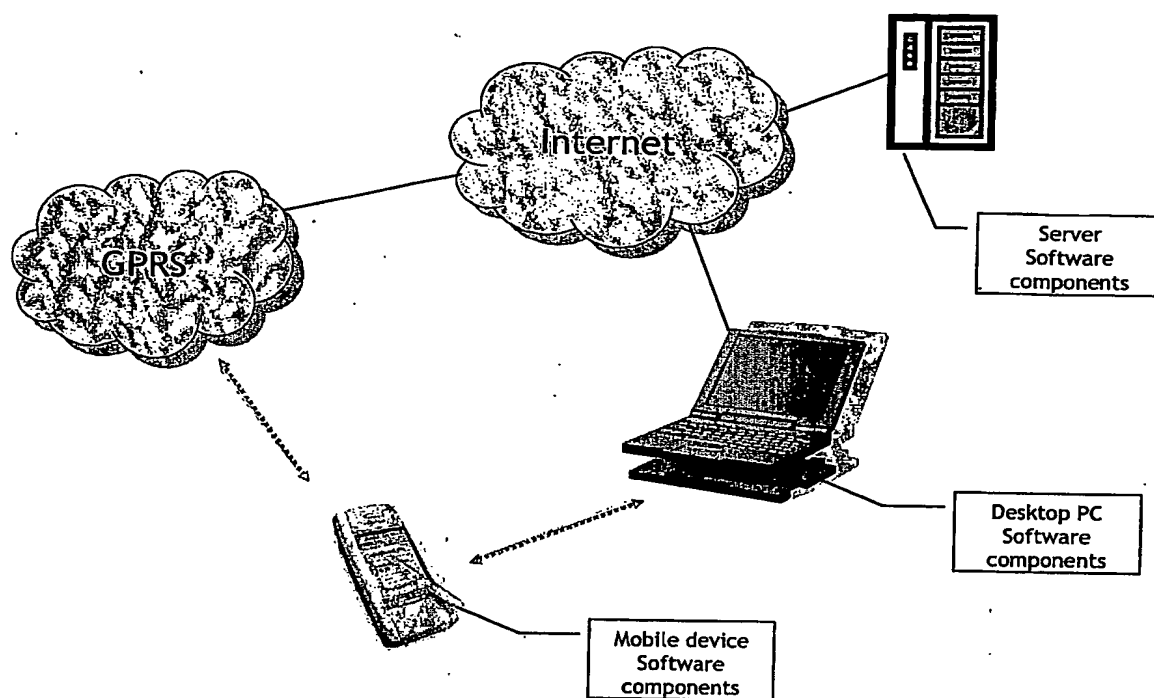 Internet
GPRS
Server
Software
components
Desktop PC
Software
components
Mobile device
Software
components